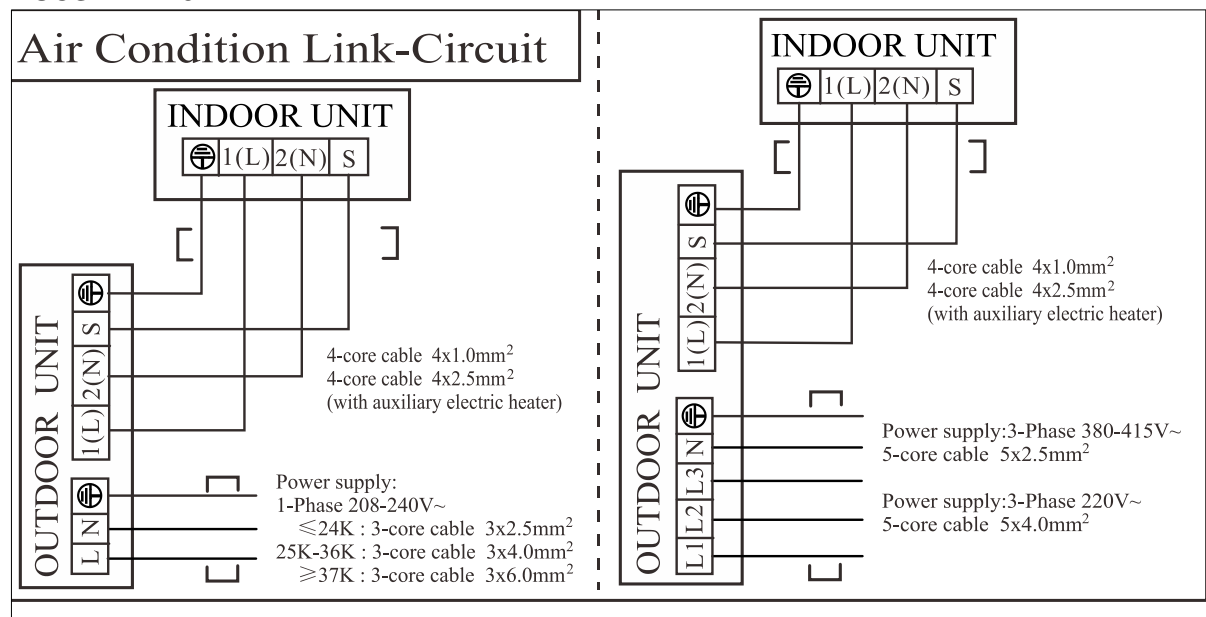 Air Condition Link-Circuit
INDOOR UNIT
1(L) 2(N) S
OUTDOOR UNIT
S
2(N)
1(L)
4-core cable 4x1.0mm²
4-core cable 4x2.5mm²
(with auxiliary electric heater)
N
L
Power supply:
1-Phase 208-240V~
≤24K : 3-core cable 3x2.5mm²
25K-36K : 3-core cable 3x4.0mm²
≥37K : 3-core cable 3x6.0mm²
INDOOR UNIT
1(L) 2(N) S
OUTDOOR UNIT
S
2(N)
1(L)
4-core cable 4x1.0mm²
4-core cable 4x2.5mm²
(with auxiliary electric heater)
N
L3
L2
L1
Power supply:3-Phase 380-415V~
5-core cable 5x2.5mm²
Power supply:3-Phase 220V~
5-core cable 5x4.0mm²